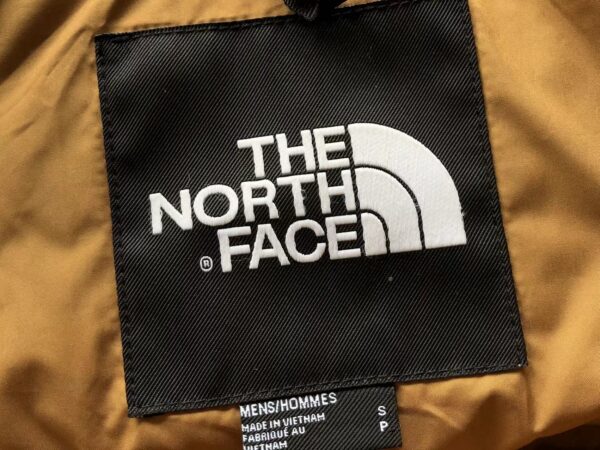 THE
NORTH
® FACE
MENS/HOMMES S
MADE IN VIETNAM P
FABRIQUÉ AU
VIETNAM